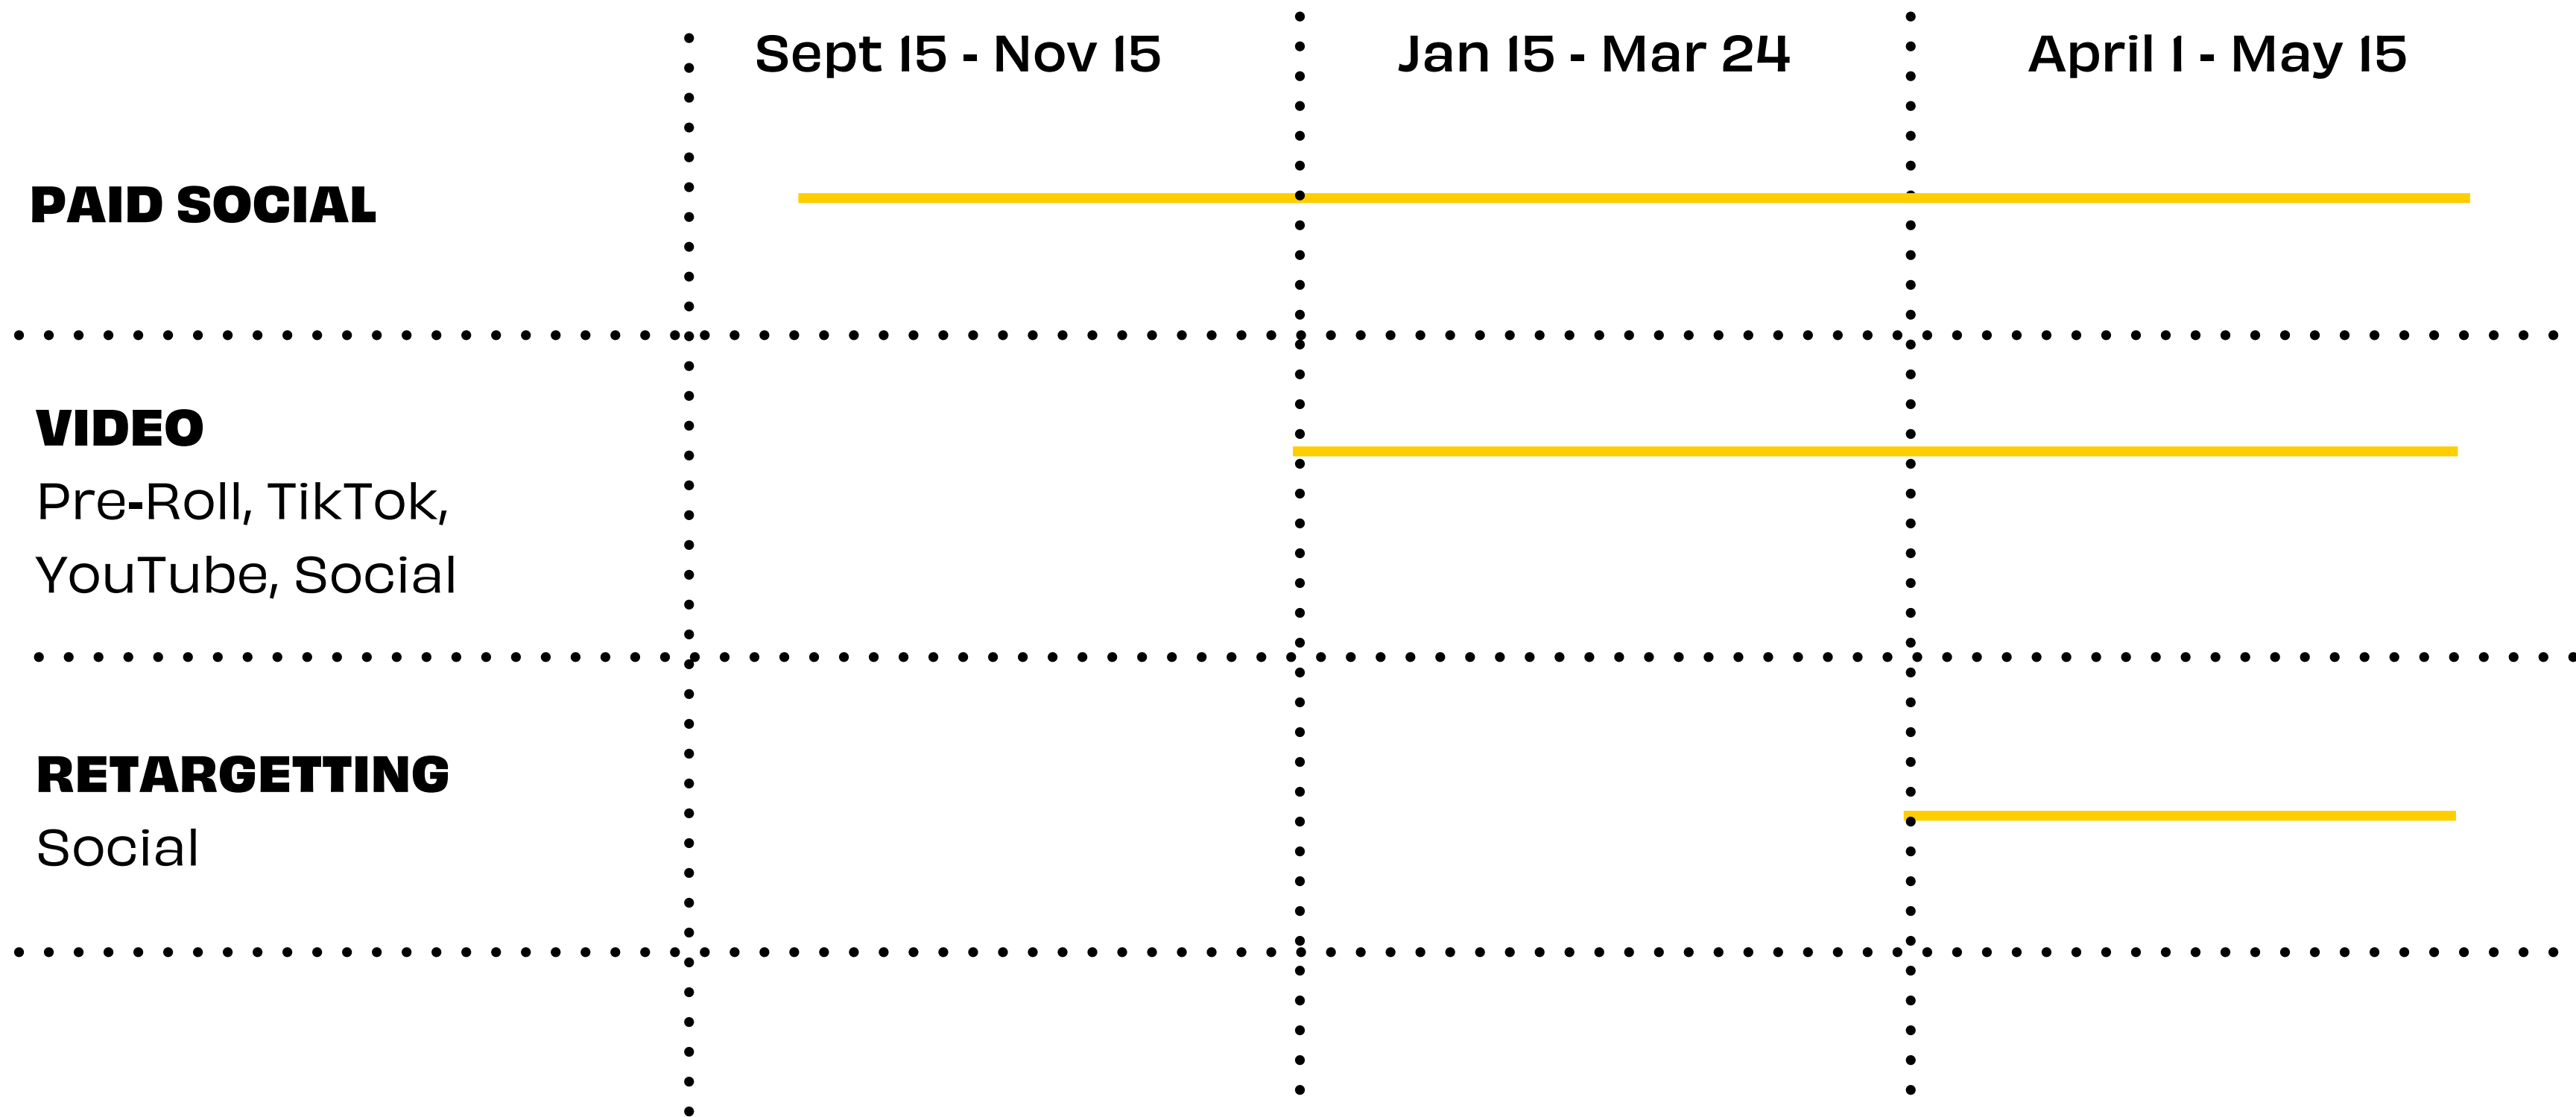 Sept 15 - Nov 15
Jan 15 - Mar 24
April 1 - May 15
PAID SOCIAL
VIDEO
Pre-Roll, TikTok,
YouTube, Social
RETARGETTING
Social